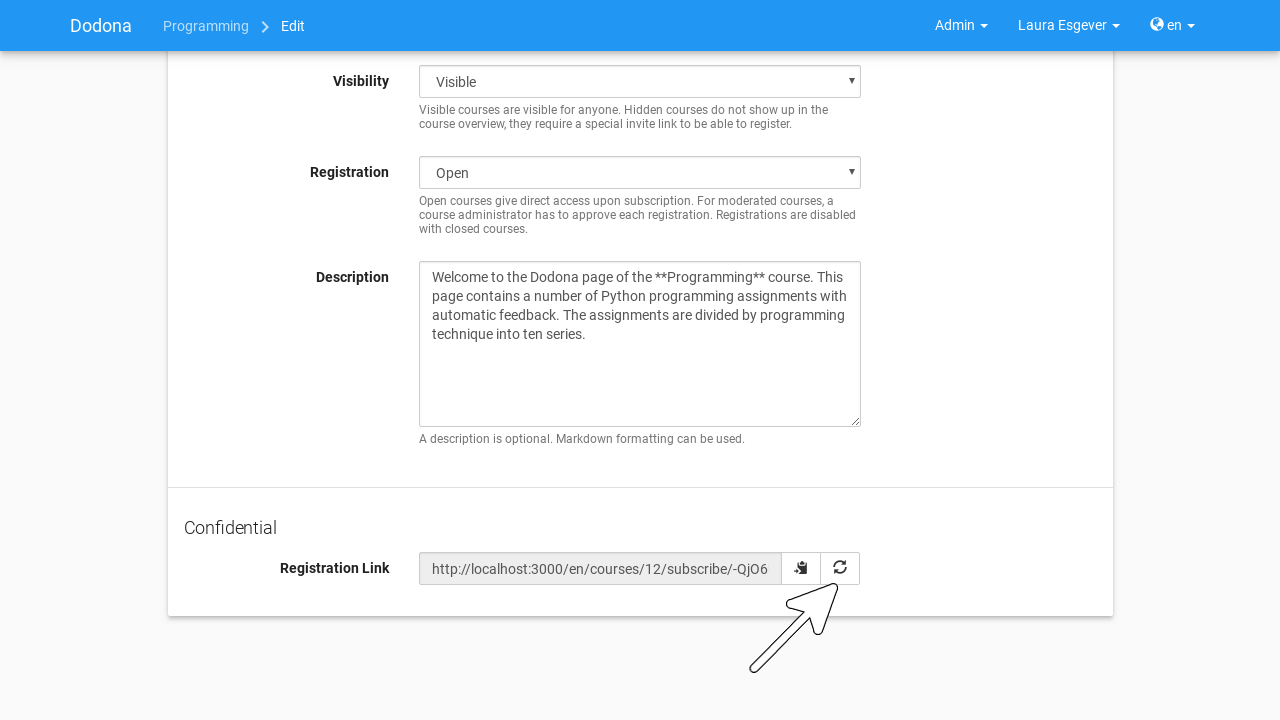 Dodona Programming Edit Admin Laura Esgever en
Visibility Visible
Visible courses are visible for anyone. Hidden courses do not show up in the
course overview, they require a special invite link to be able to register.
Registration Open
Open courses give direct access upon subscription. For moderated courses, a
course administrator has to approve each registration. Registrations are disabled
with closed courses.
Description Welcome to the Dodona page of the **Programming** course. This
page contains a number of Python programming assignments with
automatic feedback. The assignments are divided by programming
technique into ten series.
A description is optional. Markdown formatting can be used.
Confidential
Registration Link http://localhost:3000/en/courses/12/subscribe/-QjO6